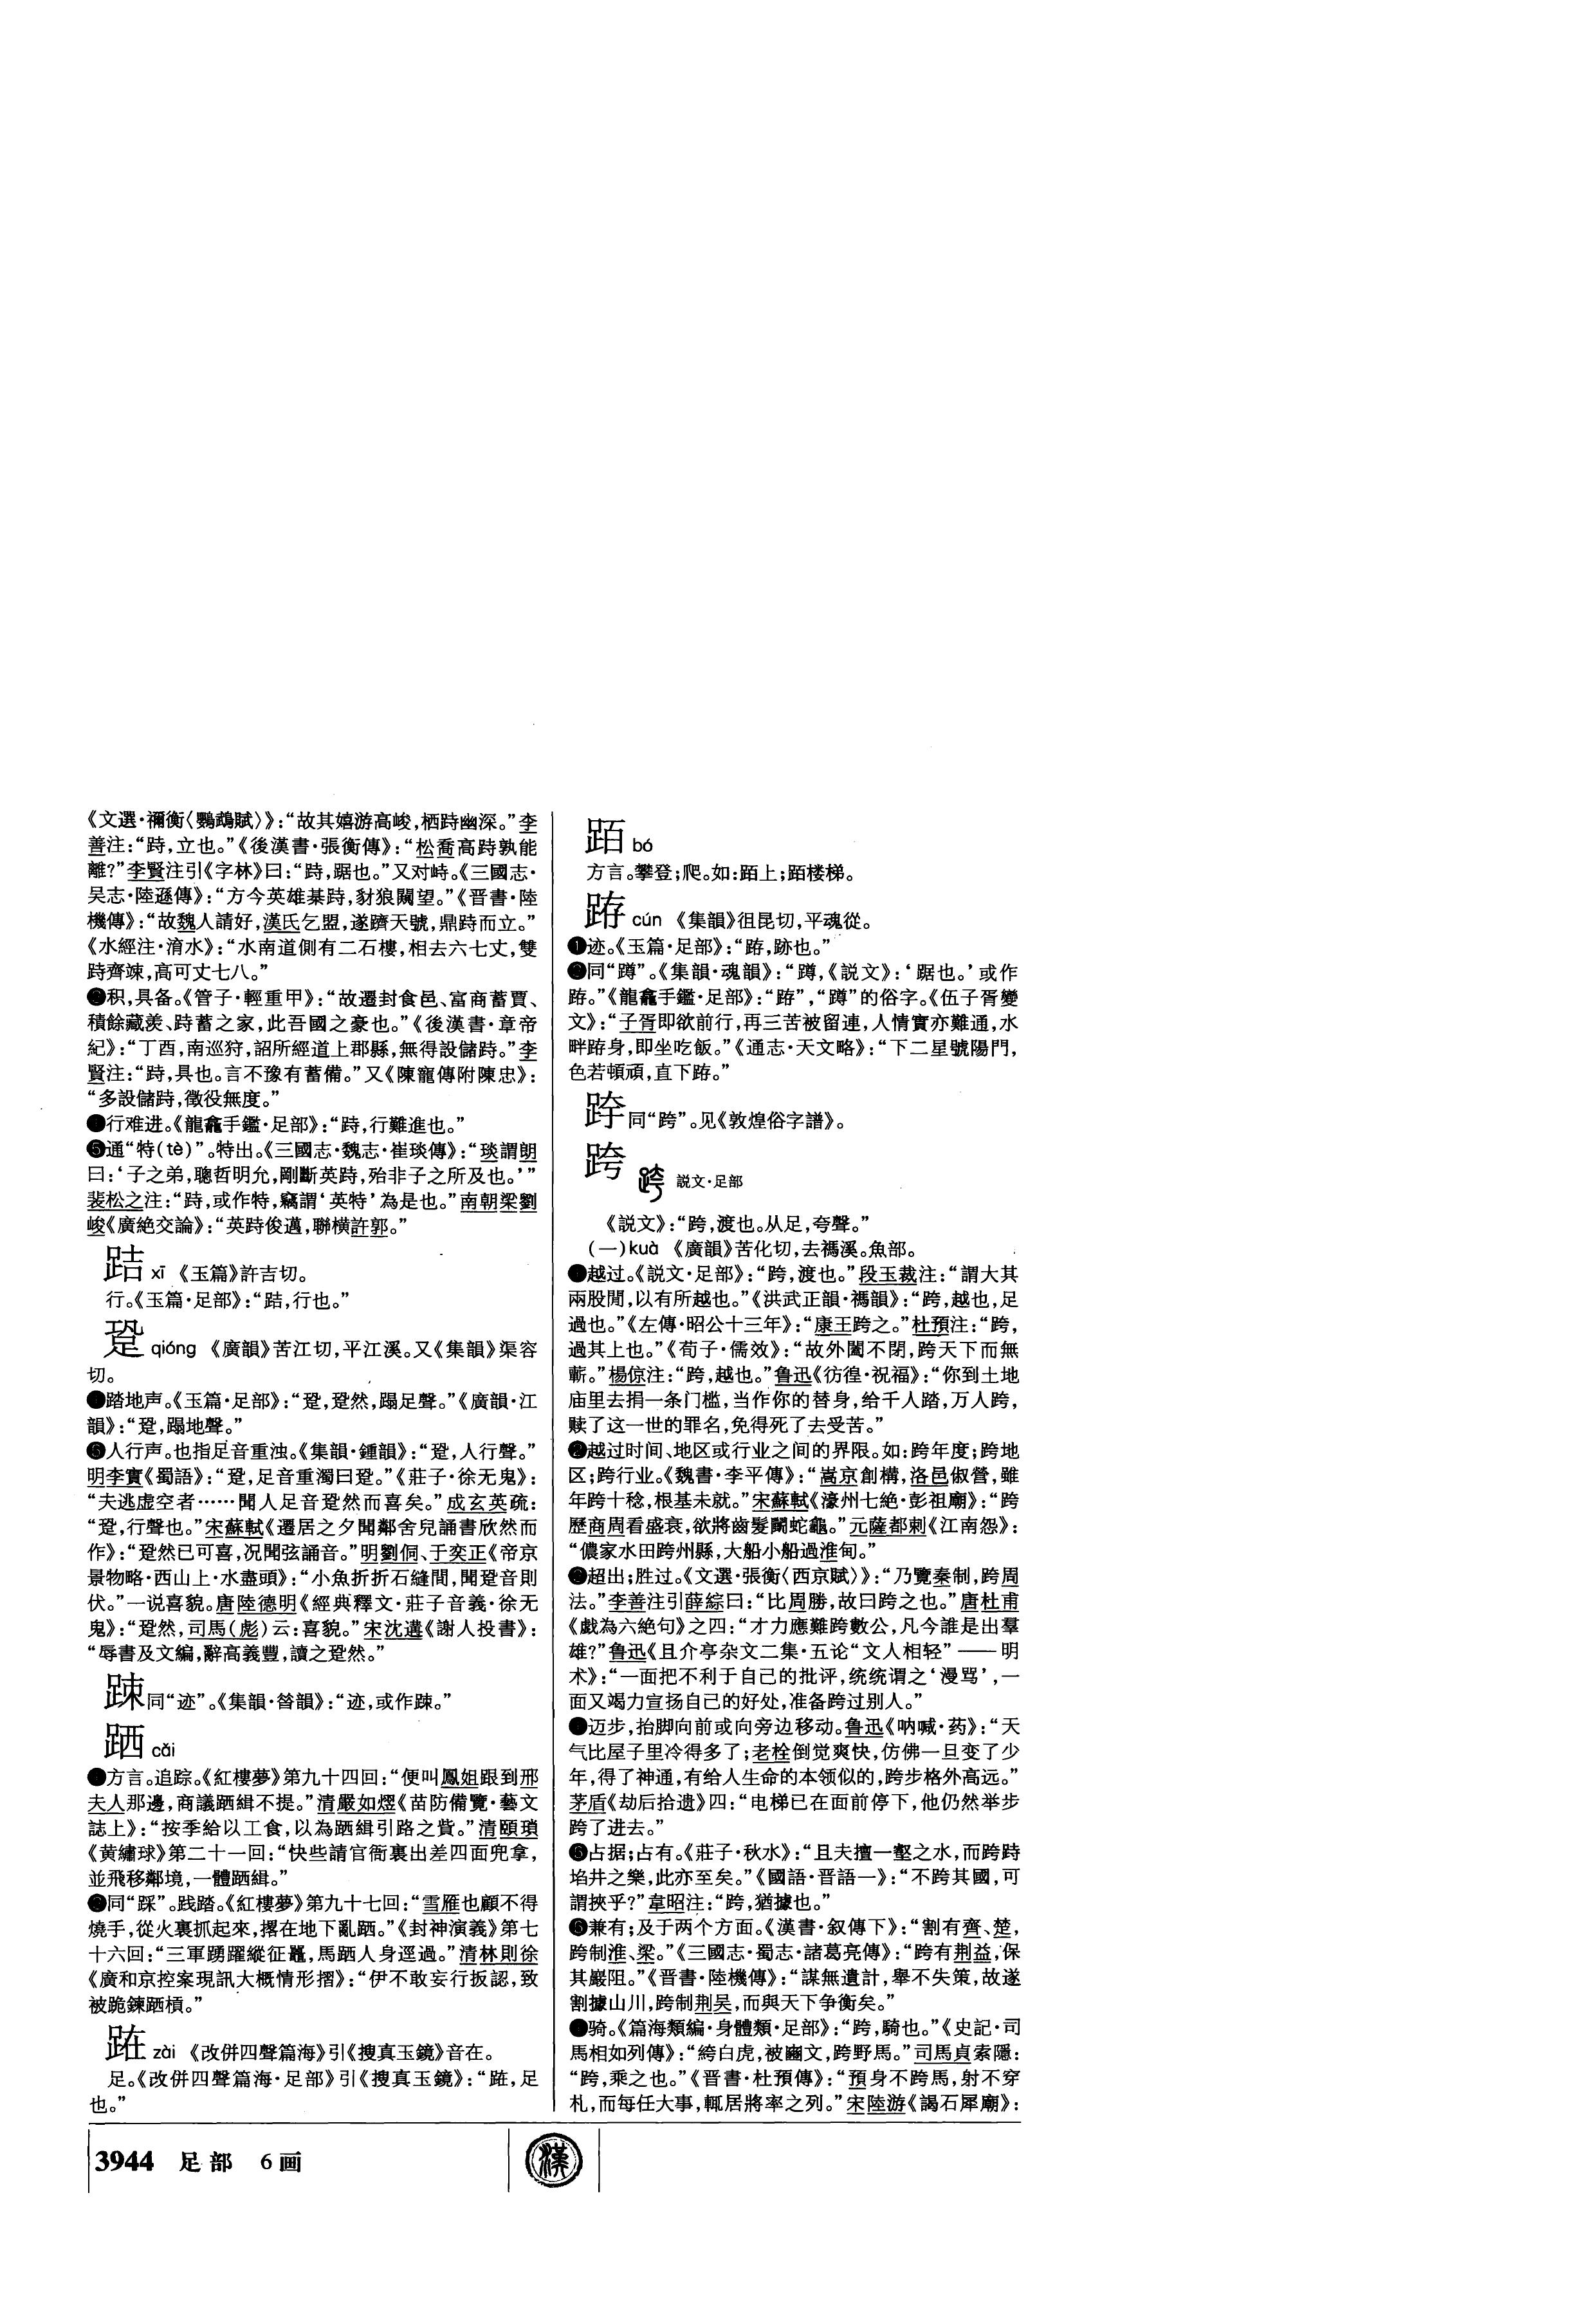 《文選·禰衡〈鸚鵡賦〉》：“故其嬉游高峻，栖跱幽深。”李
善注：“跱，立也。”《後漢書·張衡傳》：“松喬高跱孰能
離?”李賢注引《字林》曰：“跱，踞也。”又对峙。《三國志·
吴志·陸遜傳》：“方今英雄棊跱，豺狼闚望。”《晋書·陸
機傳》：“故魏人請好，漢氏乞盟，遂躋天號，鼎跱而立。”
《水經注·淯水》：“水南道側有二石樓，相去六七丈，雙
跱齊竦，高可丈七八。”
積，具备。《管子·輕重甲》：“故遷封食邑、富商蓄賈、
積餘藏羡、跱蓄之家，此吾國之豪也。”《後漢書·章帝
紀》：“丁酉，南巡狩，詔所經道上郡縣，無得設儲跱。”李
賢注：“跱，具也。言不豫有蓄備。”又《陳寵傳附陳忠》：
“多設儲跱，徵役無度。”
行难进。《龍龕手鑑·足部》：“跱，行難進也。”
❺通“特(tè)”。特出。《三國志·魏志·崔琰傳》：“琰謂朗
曰：‘子之弟，聰哲明允，剛斷英跱，殆非子之所及也。’”
裴松之注：“跱，或作特，竊謂‘英特’為是也。”南朝梁劉
峻《廣絶交論》：“英跱俊邁，聯横許郭。”
䟇 xī 《玉篇》許吉切。
行。《玉篇·足部》：“䟇，行也。”
跫 qióng 《廣韻》苦江切，平江溪。又《集韻》渠容
切。
❶踏地声。《玉篇·足部》：“跫，跫然，蹋足聲。”《廣韻·江
韻》：“跫，蹋地聲。”
人行声。也指足音重浊。《集韻·鍾韻》：“跫，人行聲。”
明李實《蜀語》：“跫，足音重濁曰跫。”《莊子·徐无鬼》：
“夫逃虚空者……聞人足音跫然而喜矣。”成玄英疏：
“跫，行聲也。”宋蘇軾《遷居之夕聞鄰舍兒誦書欣然而
作》：“跫然已可喜，况聞弦誦音。”明劉侗、于奕正《帝京
景物略·西山上·水盡頭》：“小魚折折石縫間，聞跫音則
伏。”一说喜貌。唐陸德明《經典釋文·莊子音義·徐无
鬼》：“跫然，司馬(彪)云：喜貌。”宋沈遘《謝人投書》：
“辱書及文編，辭高義豐，讀之跫然。”
𨀁同“迹”。《集韻·昝韻》：“迹，或作𨀁。”
跴 cǎi
❶方言。追踪。《紅樓夢》第九十四回：“便叫鳳姐跟到邢
夫人那邊，商議跴緝不提。”清嚴如熤《苗防備覽·藝文
誌上》：“按季給以工食，以為跴緝引路之貲。”清頤瑣
《黄繡球》第二十一回：“快些請官衙裏出差四面兜拿，
並飛移鄰境，一體跴緝。”
❷同“踩”。践踏。《紅樓夢》第九十七回：“雪雁也顧不得
燒手，從火裏抓起來，撂在地下亂跴。”《封神演義》第七
十六回：“三軍踴躍縱征鼉，馬跴人身逕過。”清林則徐
《廣和京控案現訊大概情形摺》：“伊不敢妄行扳認，致
被跪鍊跴槓。”
zài 《改併四聲篇海》引《搜真玉鏡》音在。
足。《改併四聲篇海·足部》引《搜真玉鏡》：“，足
也。”
3944 足部 6画
漢
䟦 bó
方言。攀登；爬。如：上；楼梯。
cún 《集韻》徂昆切，平魂從。
❶迹。《玉篇·足部》：“，跡也。”
❷同“蹲”。《集韻·魂韻》：“蹲，《説文》：‘踞也。’或作
。”《龍龕手鑑·足部》：“”，“蹲”的俗字。《伍子胥變
文》：“子胥即欲前行，再三苦被留連，人情實亦難通，水
畔身，即坐吃飯。”《通志·天文略》：“下二星號陽門，
色若頓頑，直下。”
同“跨”。见《敦煌俗字譜》。
跨 説文·足部
《説文》：“跨，渡也。从足，夸聲。”
(一)kuà 《廣韻》苦化切，去禡溪。魚部。
❶越过。《説文·足部》：“跨，渡也。”段玉裁注：“謂大其
兩股閒，以有所越也。”《洪武正韻·禡韻》：“跨，越也，足
過也。”《左傳·昭公十三年》：“康王跨之。”杜預注：“跨，
過其上也。”《荀子·儒效》：“故外闔不閉，跨天下而無
蘄。”楊倞注：“跨，越也。”鲁迅《彷徨·祝福》：“你到土地
庙里去捐一条门槛，当作你的替身，给千人踏，万人跨，
赎了这一世的罪名，免得死了去受苦。”
❷越过时间、地区或行业之间的界限。如：跨年度；跨地
区；跨行业。《魏書·李平傳》：“嵩京創構，洛邑俶營，雖
年跨十稔，根基未就。”宋蘇軾《濠州七絶·彭祖廟》：“跨
歷商周看盛衰，欲將齒髮鬭蛇龜。”元薩都剌《江南怨》：
“儂家水田跨州縣，大船小船過淮甸。”
超出；胜过。《文選·張衡〈西京賦〉》：“乃覽秦制，跨周
法。”李善注引薛綜曰：“比周勝，故曰跨之也。”唐杜甫
《戲為六絶句》之四：“才力應難跨數公，凡今誰是出羣
雄?”鲁迅《且介亭杂文二集·五论“文人相轻”——明
术》：“一面把不利于自己的批评，统统谓之‘漫骂’，一
面又竭力宣扬自己的好处，准备跨过别人。”
迈步，抬脚向前或向旁边移动。鲁迅《呐喊·药》：“天
气比屋子里冷得多了；老栓倒觉爽快，仿佛一旦变了少
年，得了神通，有给人生命的本领似的，跨步格外高远。”
茅盾《劫后拾遗》四：“电梯已在面前停下，他仍然举步
跨了进去。”
占据；占有。《莊子·秋水》：“且夫擅一壑之水，而跨跱
埳井之樂，此亦至矣。”《國語·晋語一》：“不跨其國，可
謂挾乎?”韋昭注：“跨，猶據也。”
兼有；及于两个方面。《漢書·叙傳下》：“割有齊、楚，
跨制淮、梁。”《三國志·蜀志·諸葛亮傳》：“跨有荆益，保
其巖阻。”《晋書·陸機傳》：“謀無遺計，舉不失策，故遂
割據山川，跨制荆吴，而與天下争衡矣。”
骑。《篇海類編·身體類·足部》：“跨，騎也。”《史記·司
馬相如列傳》：“絝白虎，被豳文，跨野馬。”司馬貞索隱：
“跨，乘之也。”《晋書·杜預傳》：“預身不跨馬，射不穿
札，而每任大事，輒居將率之列。”宋陸游《謁石犀廟》：